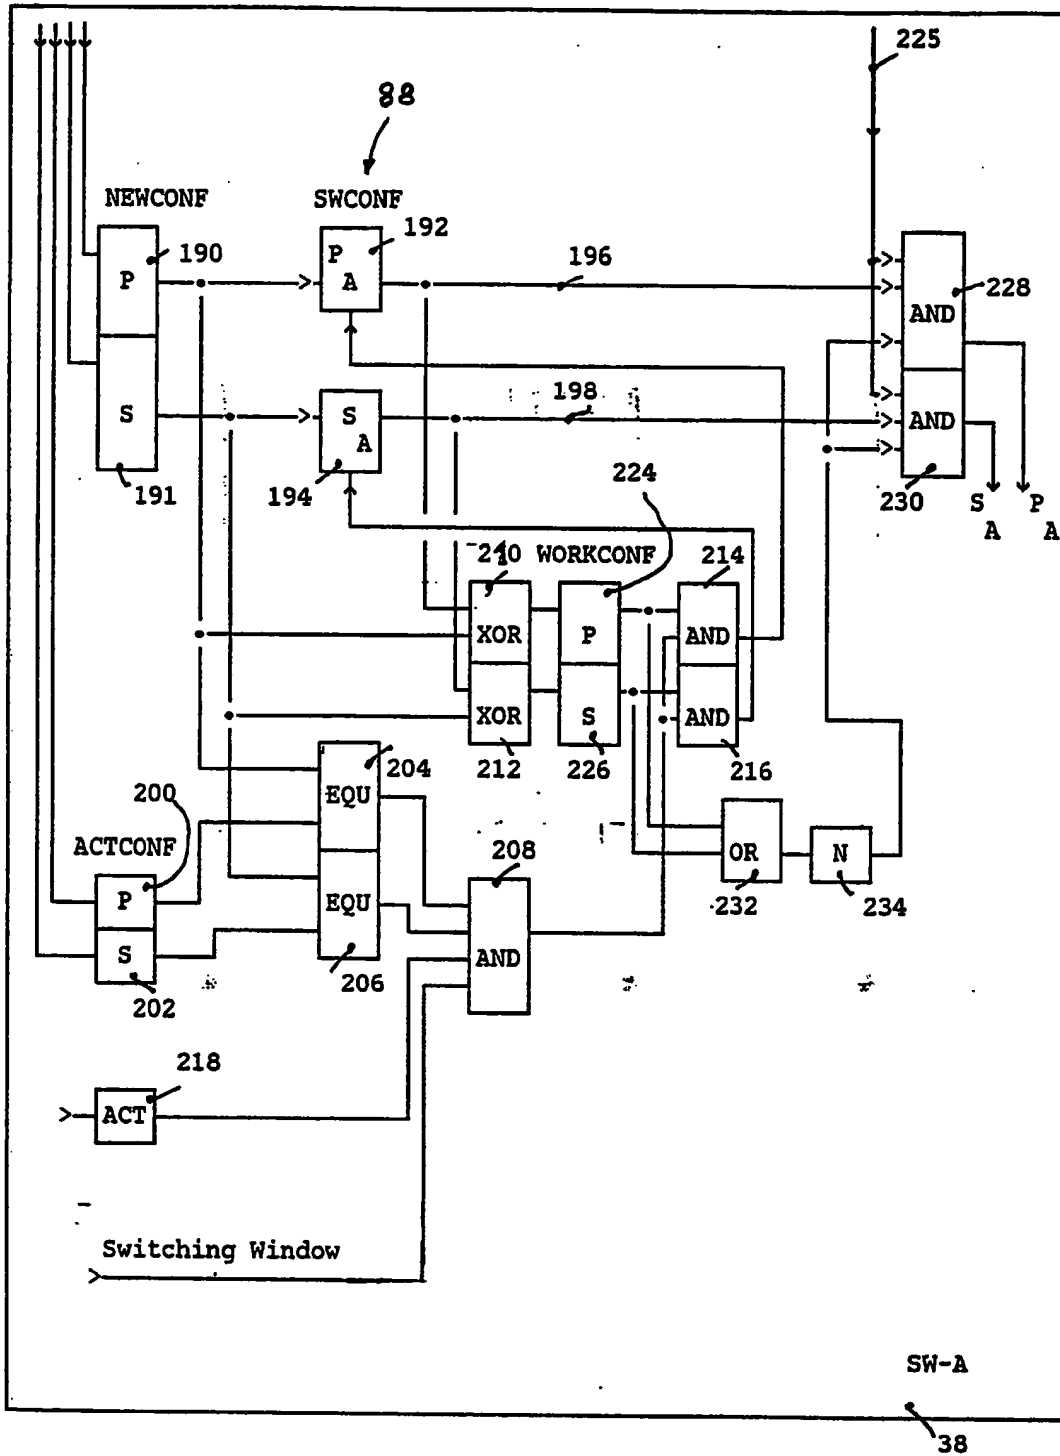 225
88
NEWCONF
SWCONF
190
192
196
P
P
A
228
AND
S
S
A
198
AND
191
194
224
230
S
A
P
A
WORKCONF
214
XOR
P
AND
XOR
S
AND
212
226
216
204
200
EQU
ACTCONF
208
OR
N
P
EQU
232
234
S
AND
202
206
218
ACT
Switching Window
SW-A
38